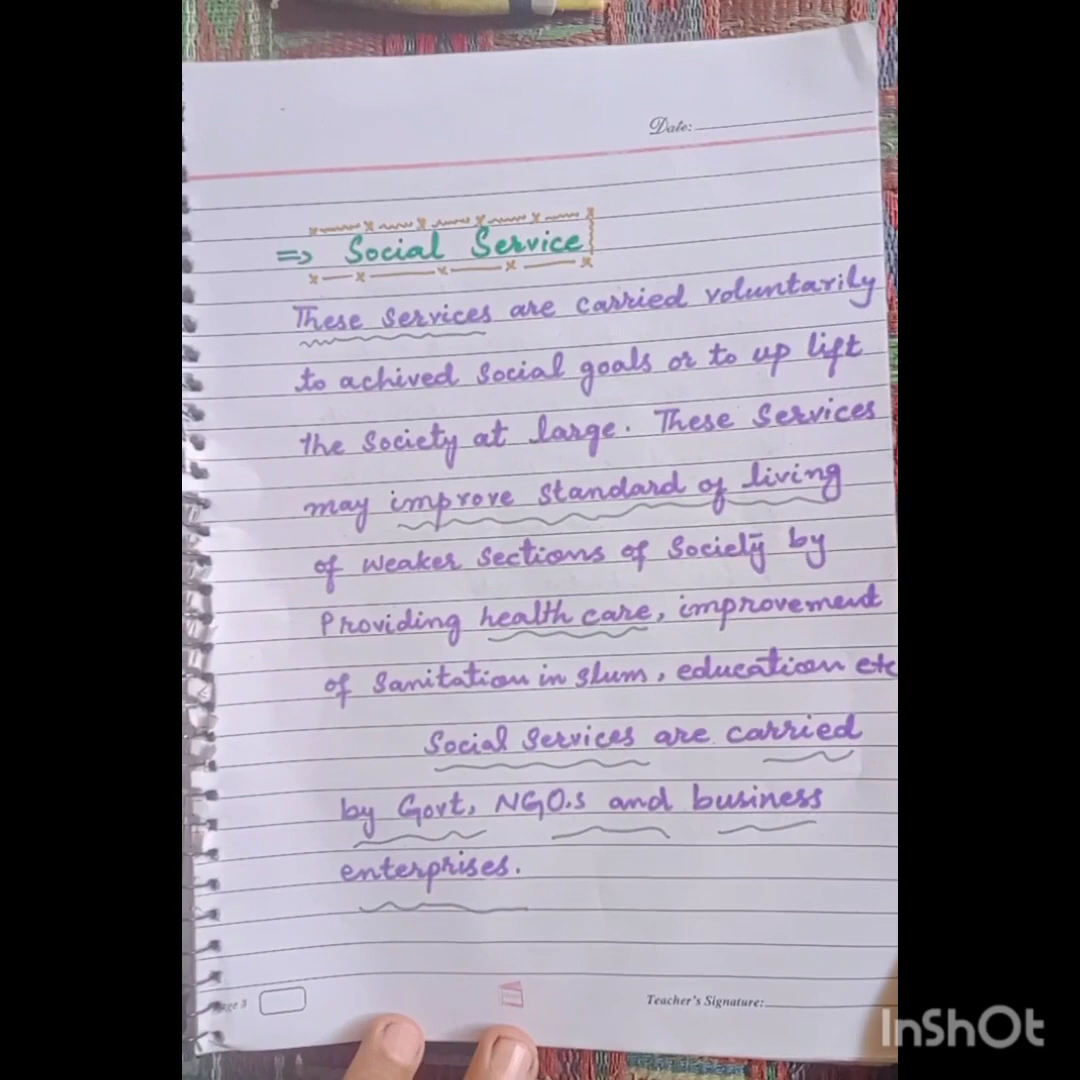 Date:
=> Social Service
These services are carried voluntarily
to achived social goals or to up lift
the society at large. These services
may improve standard of living
of weaker sections of society by
Providing health care, improvement
of sanitation in slum, education etc
Social services are carried
by Govt, NGO.s and business
enterprises.
3
Teacher's Signature:
InShOt